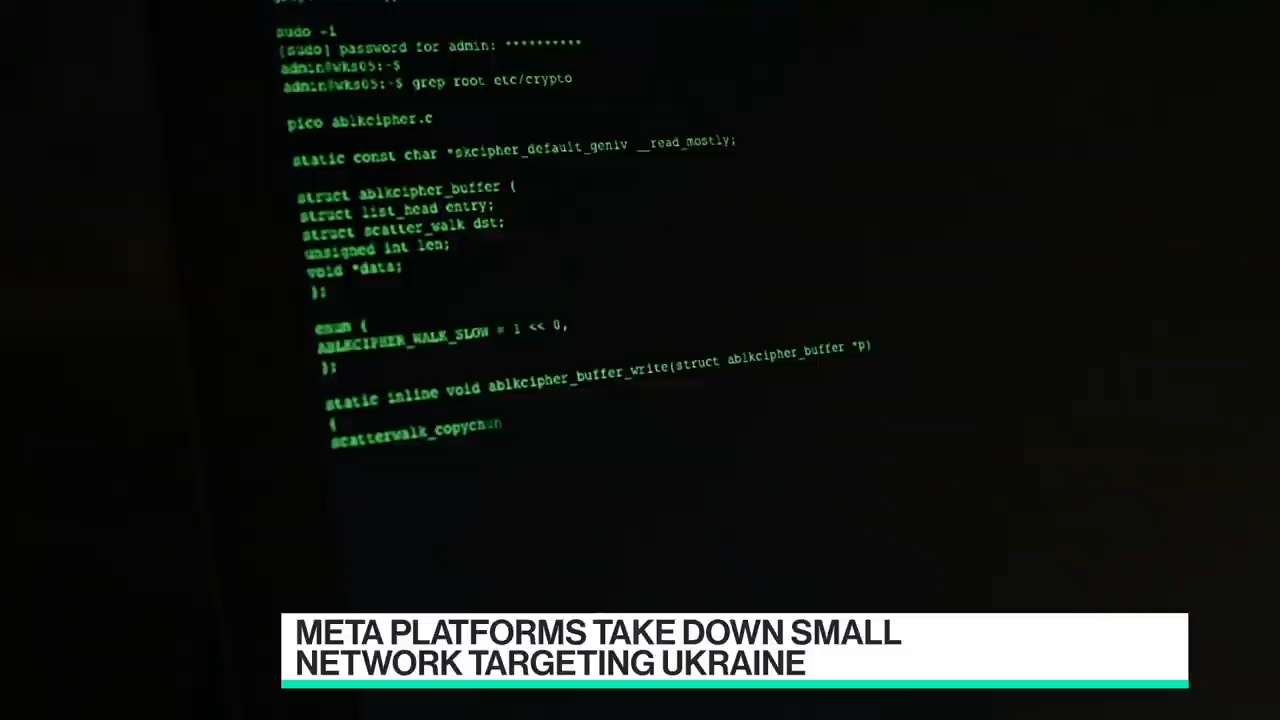 sudo -i
[sudo] password for admin: **********
admin@wks05:~$
admin@wks05:~$ grep root etc/crypto
pico ablkcipher.c
static const char *skcipher_default_geniv __read_mostly;
struct ablkcipher_buffer {
struct list_head entry;
struct scatter_walk dst;
unsigned int len;
void *data;
};
enum {
ABLKCIPHER_WALK_SLOW = 1 << 0,
};
static inline void ablkcipher_buffer_write(struct ablkcipher_buffer *p)
{
scatterwalk_copychun
META PLATFORMS TAKE DOWN SMALL
NETWORK TARGETING UKRAINE